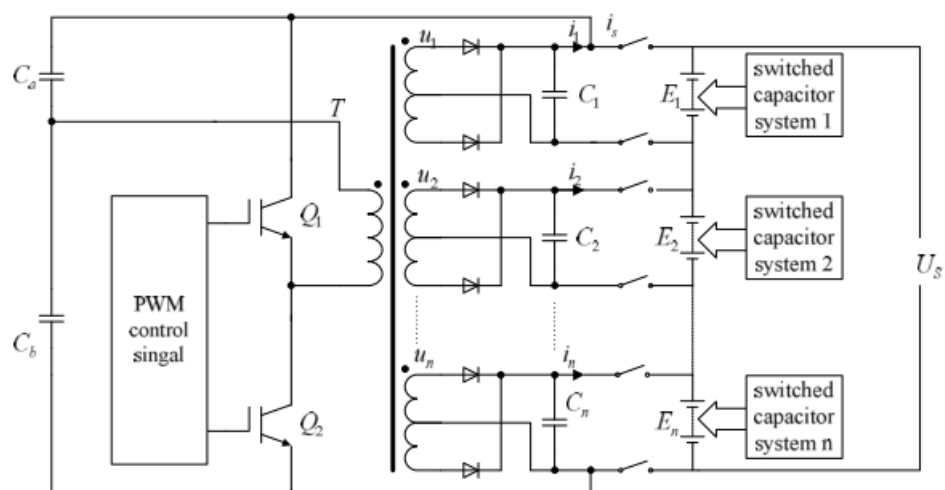 C_a
C_b
PWM
control
singal
Q_1
Q_2
T
u_1
i_1
i_s
C_1
E_1
switched
capacitor
system 1
u_2
i_2
C_2
E_2
switched
capacitor
system 2
U_s
u_n
i_n
C_n
E_n
switched
capacitor
system n